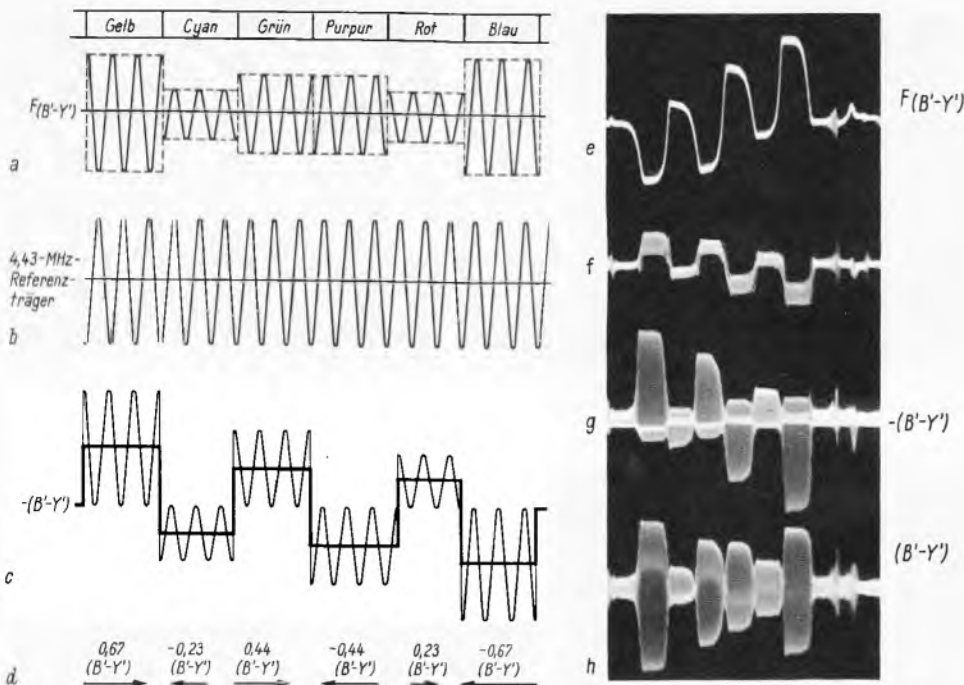 Gelb Cyan Grün Purpur Rot Blau
F(B'-Y')
a
4,43-MHz-
Referenz-
träger
b
-(B'-Y')
c
0,67 -0,23 0,44 -0,44 0,23 -0,67
(B'-Y') (B'-Y') (B'-Y') (B'-Y') (B'-Y') (B'-Y')
d
F(B'-Y')
e
f
g -(B'-Y')
(B'-Y')
h